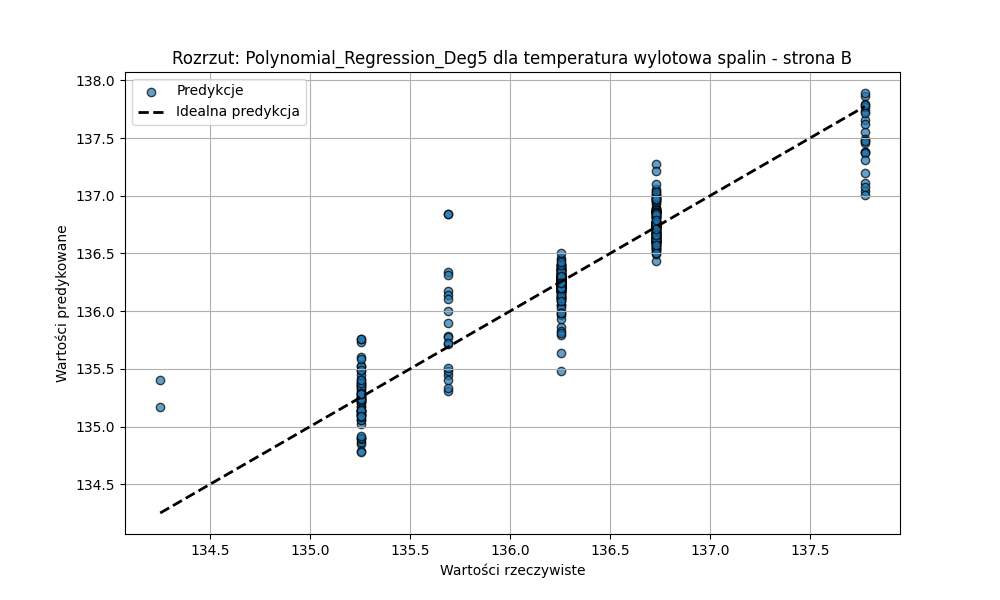 Rozrzut: Polynomial_Regression_Deg5 dla temperatura wylotowa spalin - strona B
Predykcje
Idealna predykcja
138.0
137.5
137.0
136.5
136.0
135.5
135.0
134.5
Wartości predykowane
134.5 135.0 135.5 136.0 136.5 137.0 137.5
Wartości rzeczywiste